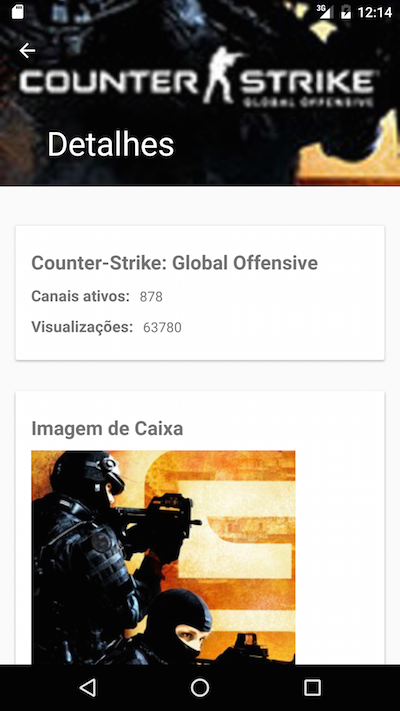 3G 12:14
COUNTER STRIKE
GLOBAL OFFENSIVE
Detalhes
Counter-Strike: Global Offensive
Canais ativos: 878
Visualizações: 63780
Imagem de Caixa